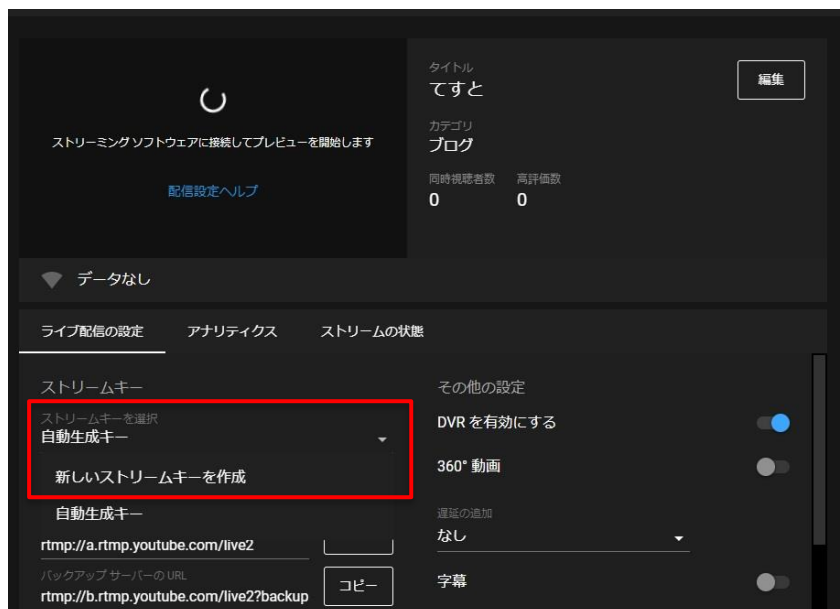 ストリーミング ソフトウェアに接続してプレビューを開始します
配信設定ヘルプ
タイトル
てすと
編集
カテゴリ
ブログ
同時視聴者数 高評価数
0 0
データなし
ライブ配信の設定 アナリティクス ストリームの状態
ストリームキー
ストリームキーを選択
自動生成キー
新しいストリームキーを作成
自動生成キー
rtmp://a.rtmp.youtube.com/live2
バックアップ サーバーの URL
rtmp://b.rtmp.youtube.com/live2?backup
コピー
その他の設定
DVR を有効にする
360° 動画
遅延の追加
なし
字幕